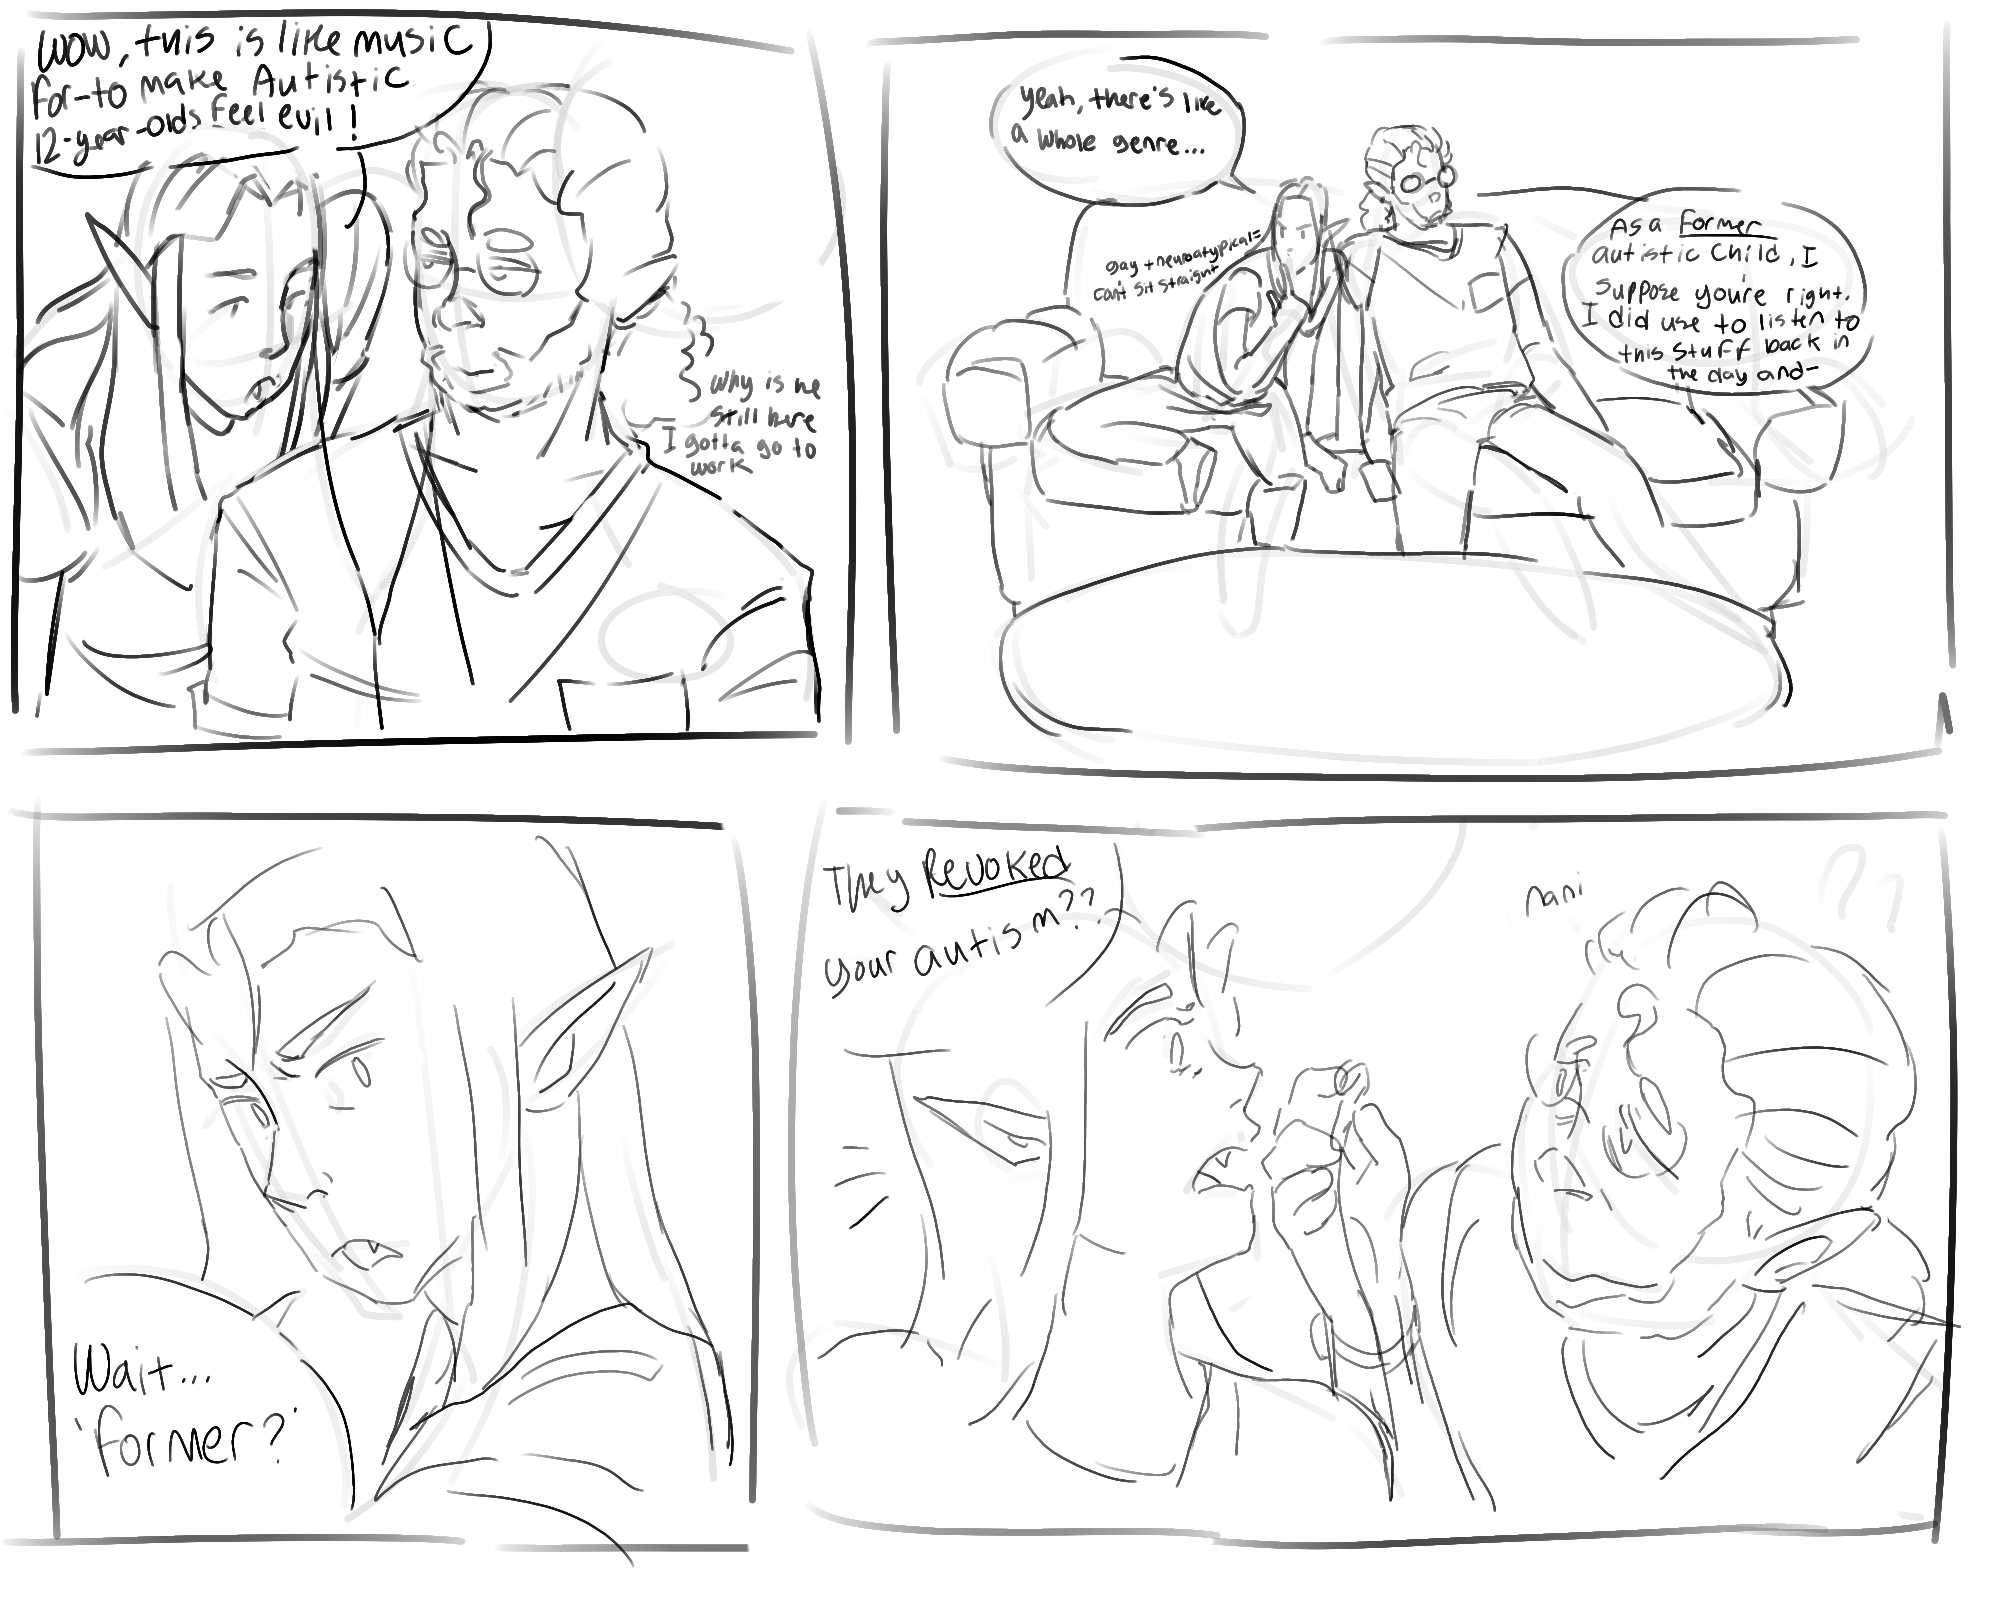 Wow, this is like music
for-to make Autistic
12-year-olds feel evil!
Why is he
still here
I gotta go to
work
yeah, there's like
a whole genre...
gay + neuroatypical=
can't sit straight
As a Former
autistic child, I
suppose you're right.
I did use to listen to
this stuff back in
the day and-
Wait...
'former?'
They Revoked
your autism??
nani
??